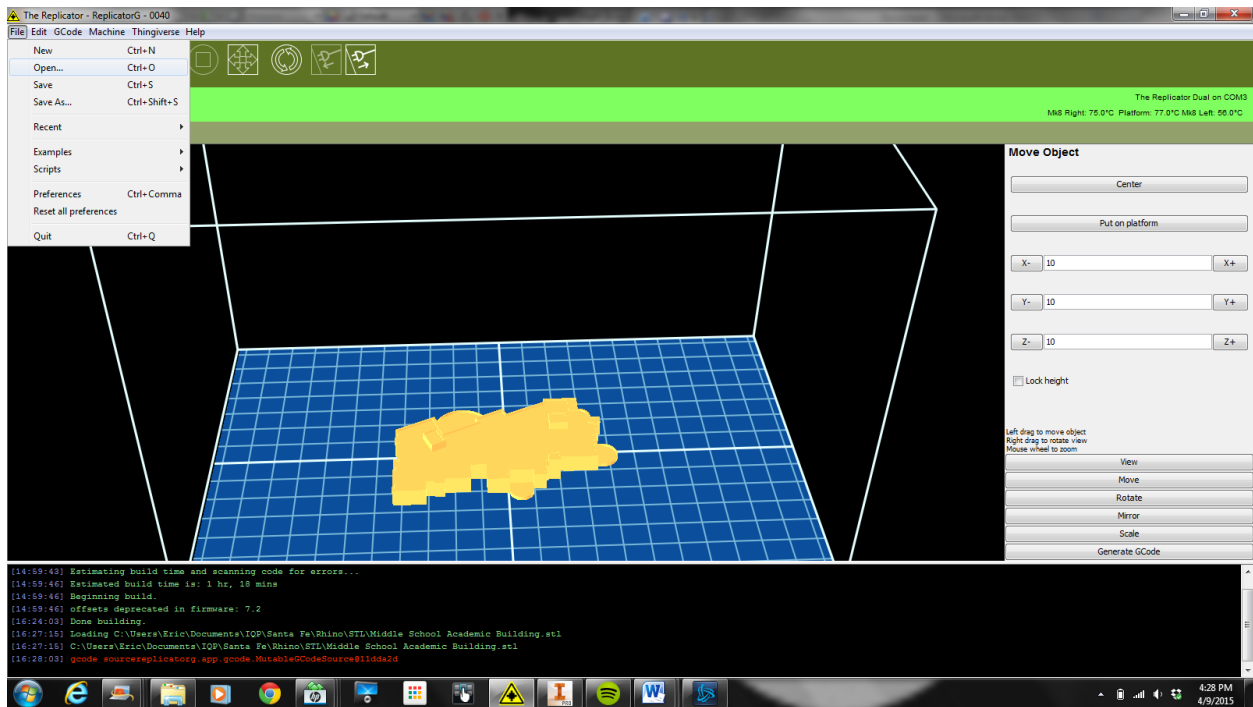 The Replicator - ReplicatorG - 0040
File Edit GCode Machine Thingiverse Help
New Ctrl+N
Open... Ctrl+O
Save Ctrl+S
Save As... Ctrl+Shift+S
Recent
Examples
Scripts
Preferences Ctrl+Comma
Reset all preferences
Quit Ctrl+Q
The Replicator Dual on COM3
Mk8 Right: 75.0°C Platform: 77.0°C Mk8 Left: 56.0°C
Move Object
Center
Put on platform
X- 10 X+
Y- 10 Y+
Z- 10 Z+
Lock height
Left drag to move object
Right drag to rotate view
Mouse wheel to zoom
View
Move
Rotate
Mirror
Scale
Generate GCode
[14:59:43] Estimating build time and scanning code for errors...
[14:59:46] Estimated build time is: 1 hr, 18 mins
[14:59:46] Beginning build.
[14:59:46] offsets deprecated in firmware: 7.2
[16:24:03] Done building.
[16:27:15] Loading C:\Users\Eric\Documents\IQP\Santa Fe\Rhino\STL\Middle School Academic Building.stl
[16:27:15] C:\Users\Eric\Documents\IQP\Santa Fe\Rhino\STL\Middle School Academic Building.stl
[16:28:03] gcode sourcereplicatorg.app.gcode.MutableGCodeSource@11dda2d
4:28 PM
4/9/2015